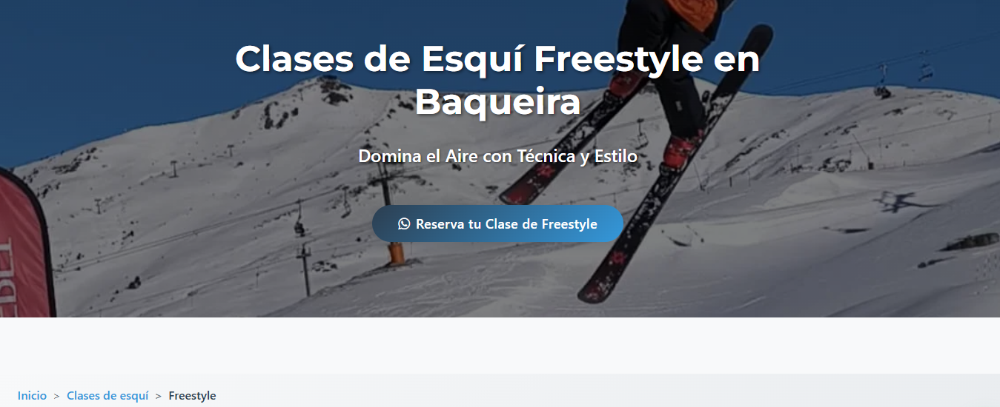 Clases de Esquí Freestyle en
Baqueira
Domina el Aire con Técnica y Estilo
Reserva tu Clase de Freestyle
Inicio > Clases de esquí > Freestyle